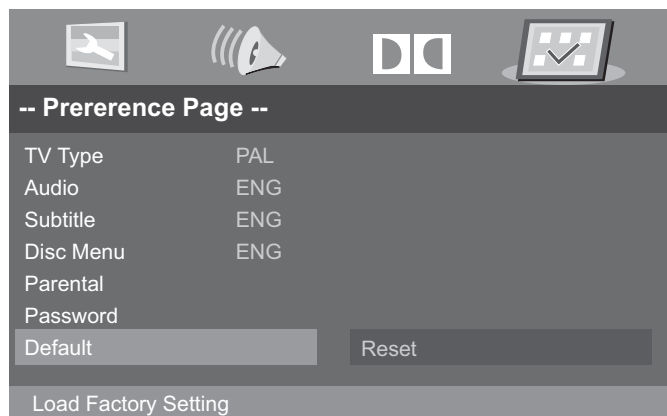 -- Prererence Page --
TV Type PAL
Audio ENG
Subtitle ENG
Disc Menu ENG
Parental
Password
Default Reset
Load Factory Setting